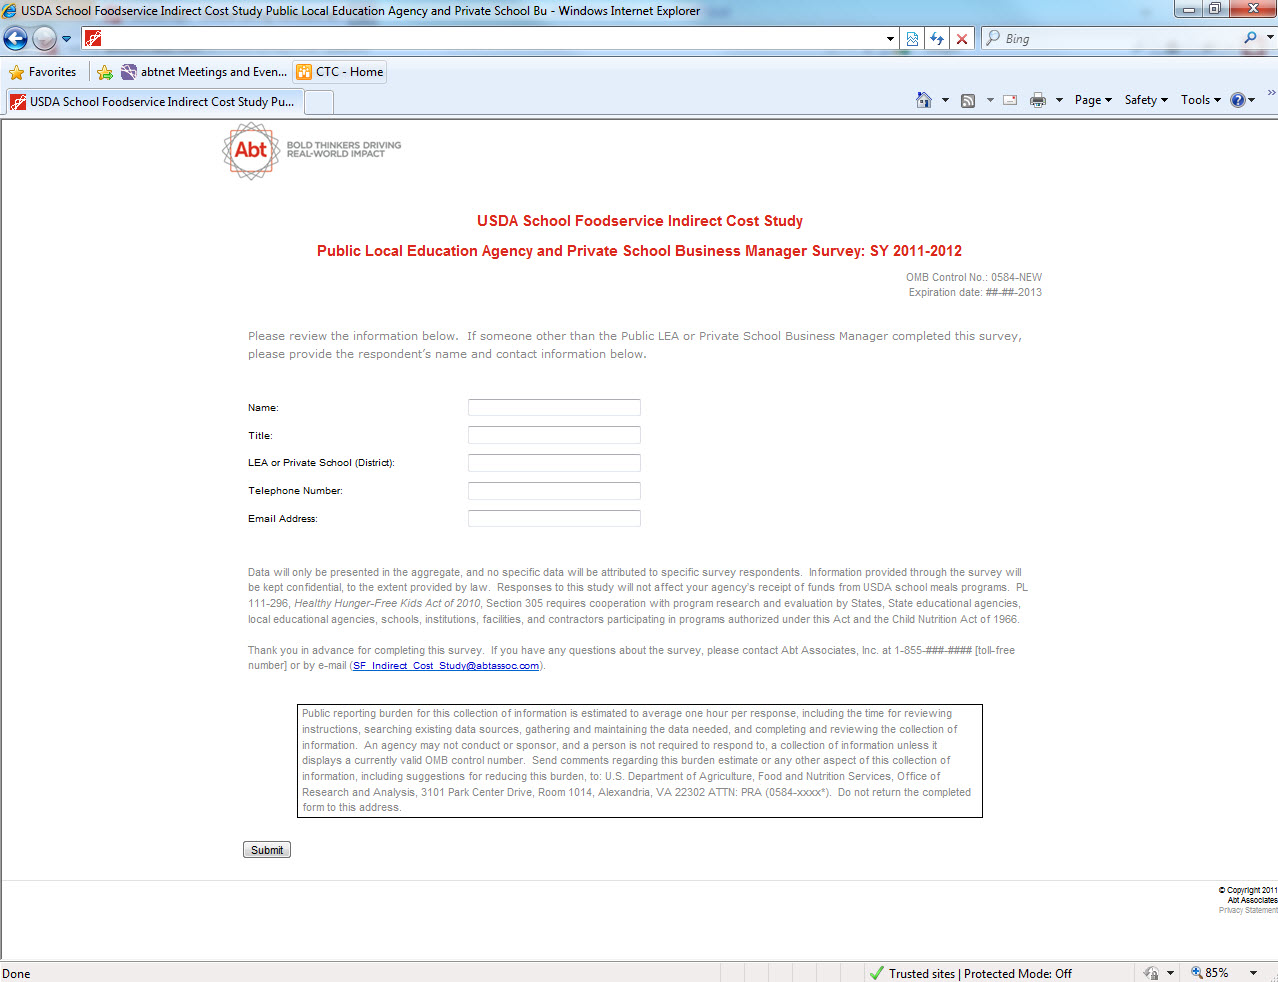 USDA School Foodservice Indirect Cost Study Public Local Education Agency and Private School Bu - Windows Internet Explorer
Bing
Favorites
abtnet Meetings and Even...
CTC - Home
USDA School Foodservice Indirect Cost Study Pu...
Page
Safety
Tools
Abt
BOLD THINKERS DRIVING
REAL-WORLD IMPACT
USDA School Foodservice Indirect Cost Study
Public Local Education Agency and Private School Business Manager Survey: SY 2011-2012
OMB Control No.: 0584-NEW
Expiration date: ##-##-2013
Please review the information below. If someone other than the Public LEA or Private School Business Manager completed this survey,
please provide the respondent's name and contact information below.
Name:
Title:
LEA or Private School (District):
Telephone Number:
Email Address:
Data will only be presented in the aggregate, and no specific data will be attributed to specific survey respondents. Information provided through the survey will
be kept confidential, to the extent provided by law. Responses to this study will not affect your agency's receipt of funds from USDA school meals programs. PL
111-296, Healthy Hunger-Free Kids Act of 2010, Section 305 requires cooperation with program research and evaluation by States, State educational agencies,
local educational agencies, schools, institutions, facilities, and contractors participating in programs authorized under this Act and the Child Nutrition Act of 1966.
Thank you in advance for completing this survey. If you have any questions about the survey, please contact Abt Associates, Inc. at 1-855-###-#### [toll-free
number] or by e-mail (SF_Indirect_Cost_Study@abtassoc.com).
Public reporting burden for this collection of information is estimated to average one hour per response, including the time for reviewing
instructions, searching existing data sources, gathering and maintaining the data needed, and completing and reviewing the collection of
information. An agency may not conduct or sponsor, and a person is not required to respond to, a collection of information unless it
displays a currently valid OMB control number. Send comments regarding this burden estimate or any other aspect of this collection of
information, including suggestions for reducing this burden, to: U.S. Department of Agriculture, Food and Nutrition Services, Office of
Research and Analysis, 3101 Park Center Drive, Room 1014, Alexandria, VA 22302 ATTN: PRA (0584-xxxx*). Do not return the completed
form to this address.
Submit
© Copyright 2011
Abt Associates
Privacy Statement
Done
Trusted sites | Protected Mode: Off
85%